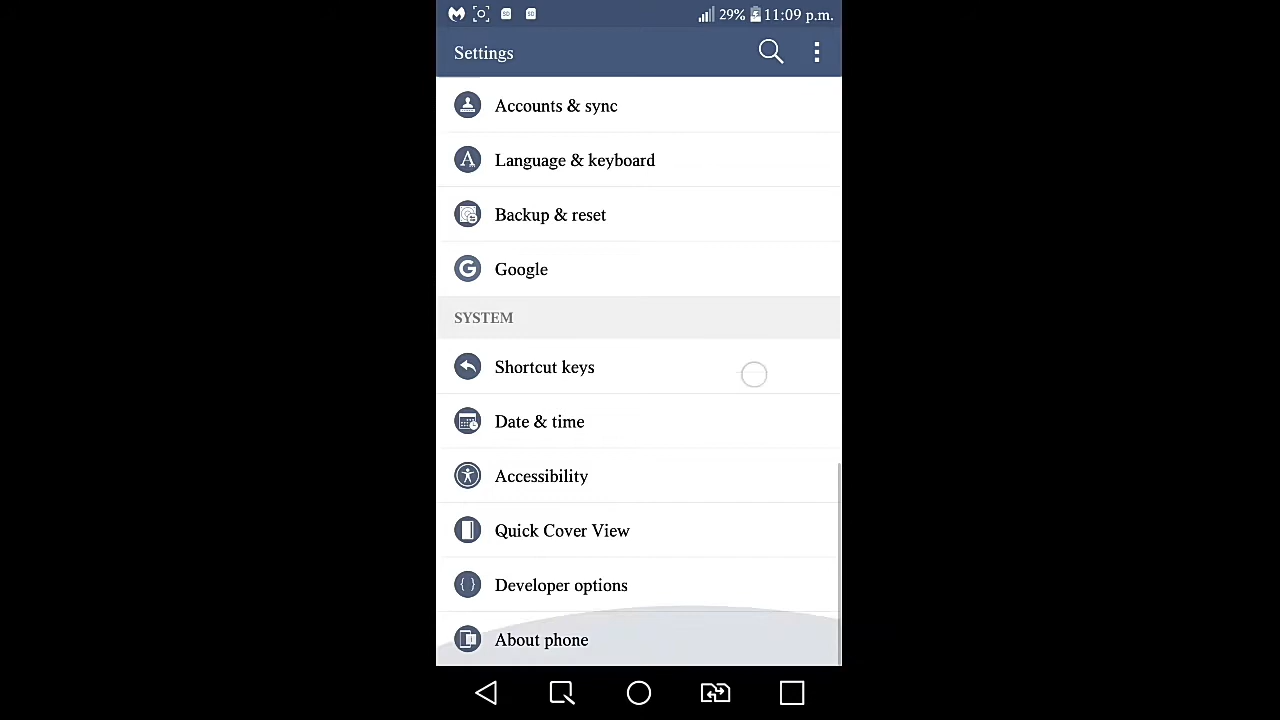 29% 11:09 p.m.
Settings
Accounts & sync
Language & keyboard
Backup & reset
Google
SYSTEM
Shortcut keys
Date & time
Accessibility
Quick Cover View
Developer options
About phone